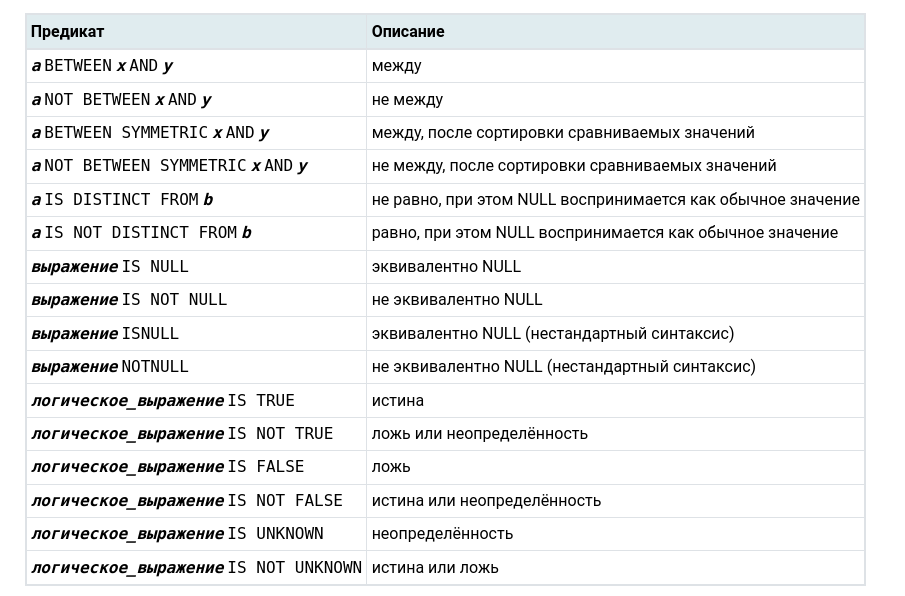 Предикат Описание
a BETWEEN x AND y между
a NOT BETWEEN x AND y не между
a BETWEEN SYMMETRIC x AND y между, после сортировки сравниваемых значений
a NOT BETWEEN SYMMETRIC x AND y не между, после сортировки сравниваемых значений
a IS DISTINCT FROM b не равно, при этом NULL воспринимается как обычное значение
a IS NOT DISTINCT FROM b равно, при этом NULL воспринимается как обычное значение
выражение IS NULL эквивалентно NULL
выражение IS NOT NULL не эквивалентно NULL
выражение ISNULL эквивалентно NULL (нестандартный синтаксис)
выражение NOTNULL не эквивалентно NULL (нестандартный синтаксис)
логическое_выражение IS TRUE истина
логическое_выражение IS NOT TRUE ложь или неопределённость
логическое_выражение IS FALSE ложь
логическое_выражение IS NOT FALSE истина или неопределённость
логическое_выражение IS UNKNOWN неопределённость
логическое_выражение IS NOT UNKNOWN истина или ложь